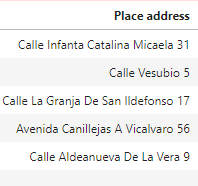 Place address
Calle Infanta Catalina Micaela 31
Calle Vesubio 5
Calle La Granja De San Ildefonso 17
Avenida Canillejas A Vicalvaro 56
Calle Aldeanueva De La Vera 9